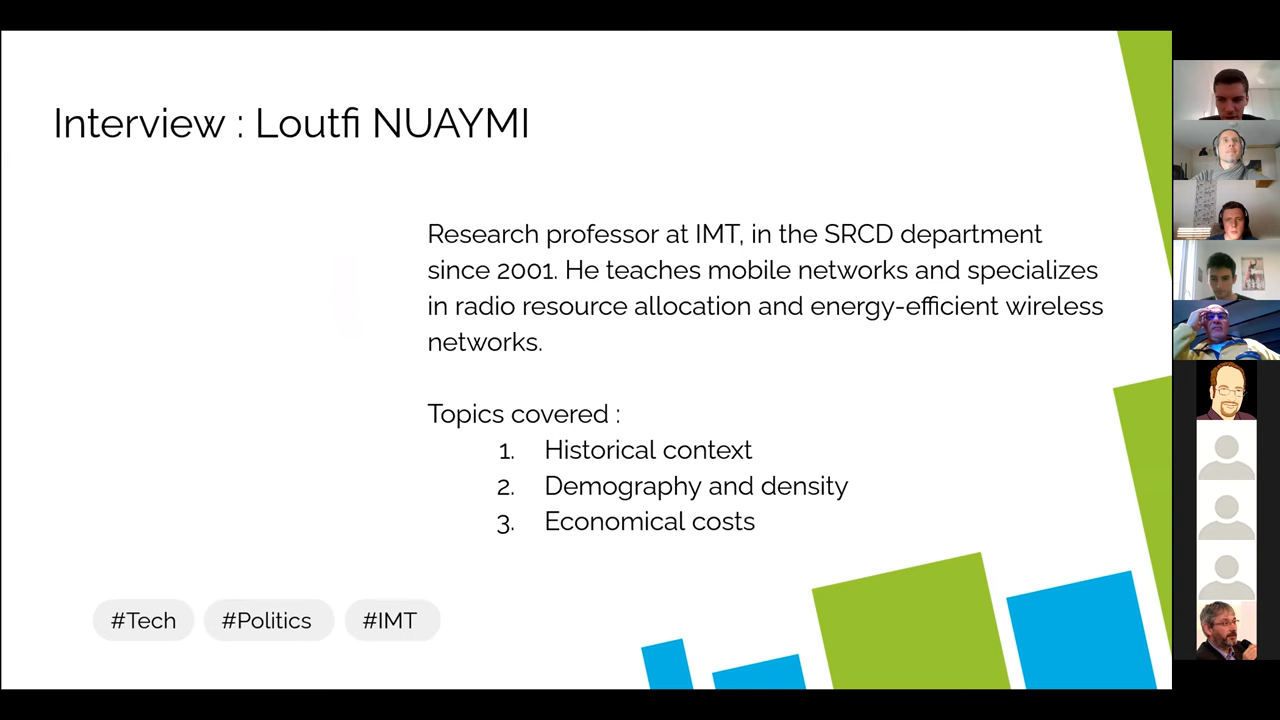 Interview : Loutfi NUAYMI
Research professor at IMT, in the SRCD department
since 2001. He teaches mobile networks and specializes
in radio resource allocation and energy-efficient wireless
networks.
Topics covered :
1. Historical context
2. Demography and density
3. Economical costs
#Tech #Politics #IMT